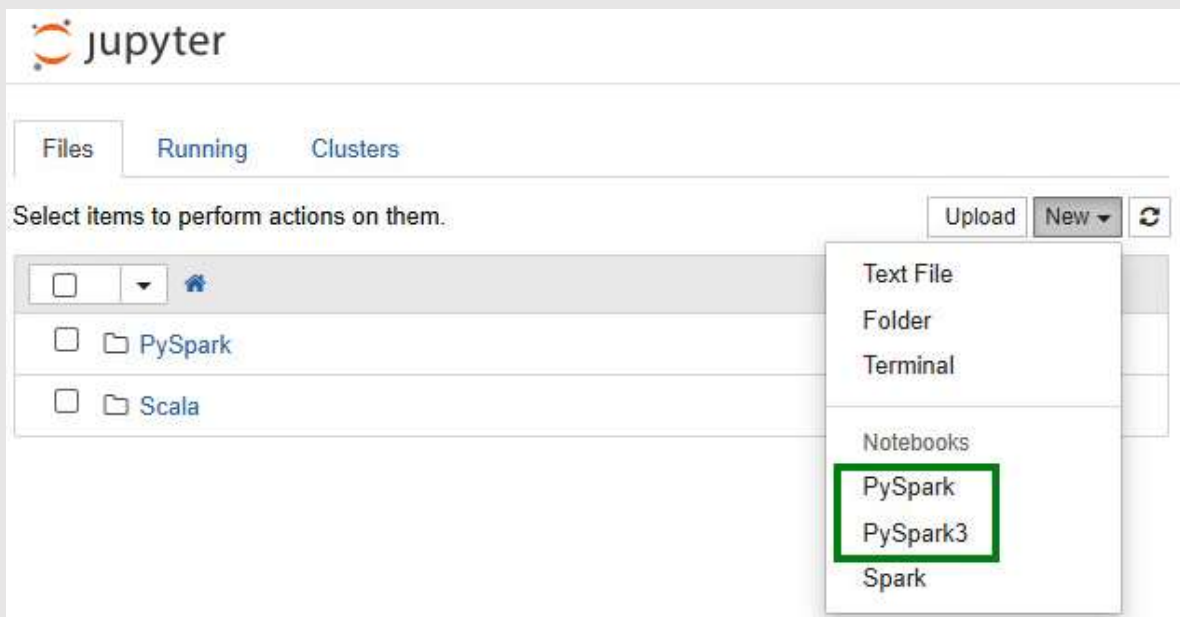 jupyter
Files Running Clusters
Select items to perform actions on them.
Upload New
PySpark
Scala
Text File
Folder
Terminal
Notebooks
PySpark
PySpark3
Spark